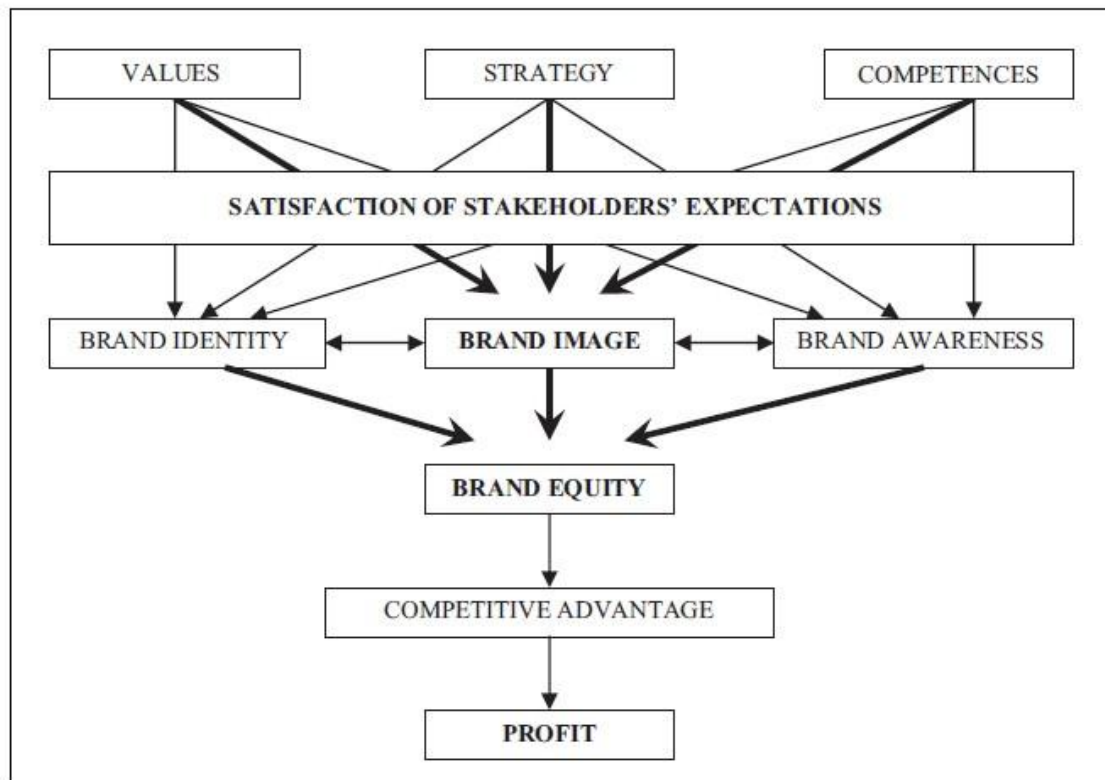 VALUES
STRATEGY
COMPETENCES
SATISFACTION OF STAKEHOLDERS’ EXPECTATIONS
BRAND IDENTITY
BRAND IMAGE
BRAND AWARENESS
BRAND EQUITY
COMPETITIVE ADVANTAGE
PROFIT